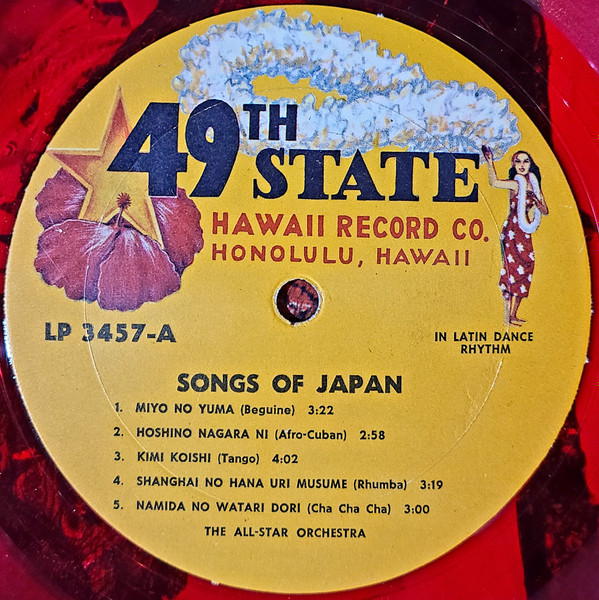 49TH
STATE
HAWAII RECORD CO.
HONOLULU, HAWAII
LP 3457-A
IN LATIN DANCE
RHYTHM
SONGS OF JAPAN
1. MIYO NO YUMA (Beguine) 3:22
2. HOSHINO NAGARA NI (Afro-Cuban) 2:58
3. KIMI KOISHI (Tango) 4:02
4. SHANGHAI NO HANA URI MUSUME (Rhumba) 3:19
5. NAMIDA NO WATARI DORI (Cha Cha Cha) 3:00
THE ALL-STAR ORCHESTRA